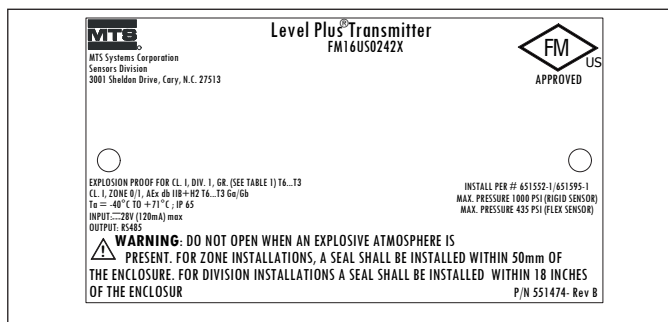 MTS
Level Plus® Transmitter
FM16US0242X
FM
US
APPROVED
MTS Systems Corporation
Sensors Division
3001 Sheldon Drive, Cary, N.C. 27513
EXPLOSION PROOF FOR CL. I, DIV. 1, GR. (SEE TABLE 1) T6...T3
CL. I, ZONE 0/1, AEx db IIB+H2 T6...T3 Ga/Gb
Ta = -40°C TO +71°C ; IP 65
INPUT:⎓28V (120mA) max
OUTPUT: RS485
INSTALL PER # 651552-1/651595-1
MAX. PRESSURE 1000 PSI (RIGID SENSOR)
MAX. PRESSURE 435 PSI (FLEX SENSOR)
WARNING: DO NOT OPEN WHEN AN EXPLOSIVE ATMOSPHERE IS
PRESENT. FOR ZONE INSTALLATIONS, A SEAL SHALL BE INSTALLED WITHIN 50mm OF
THE ENCLOSURE. FOR DIVISION INSTALLATIONS A SEAL SHALL BE INSTALLED WITHIN 18 INCHES
OF THE ENCLOSUR
P/N 551474- Rev B